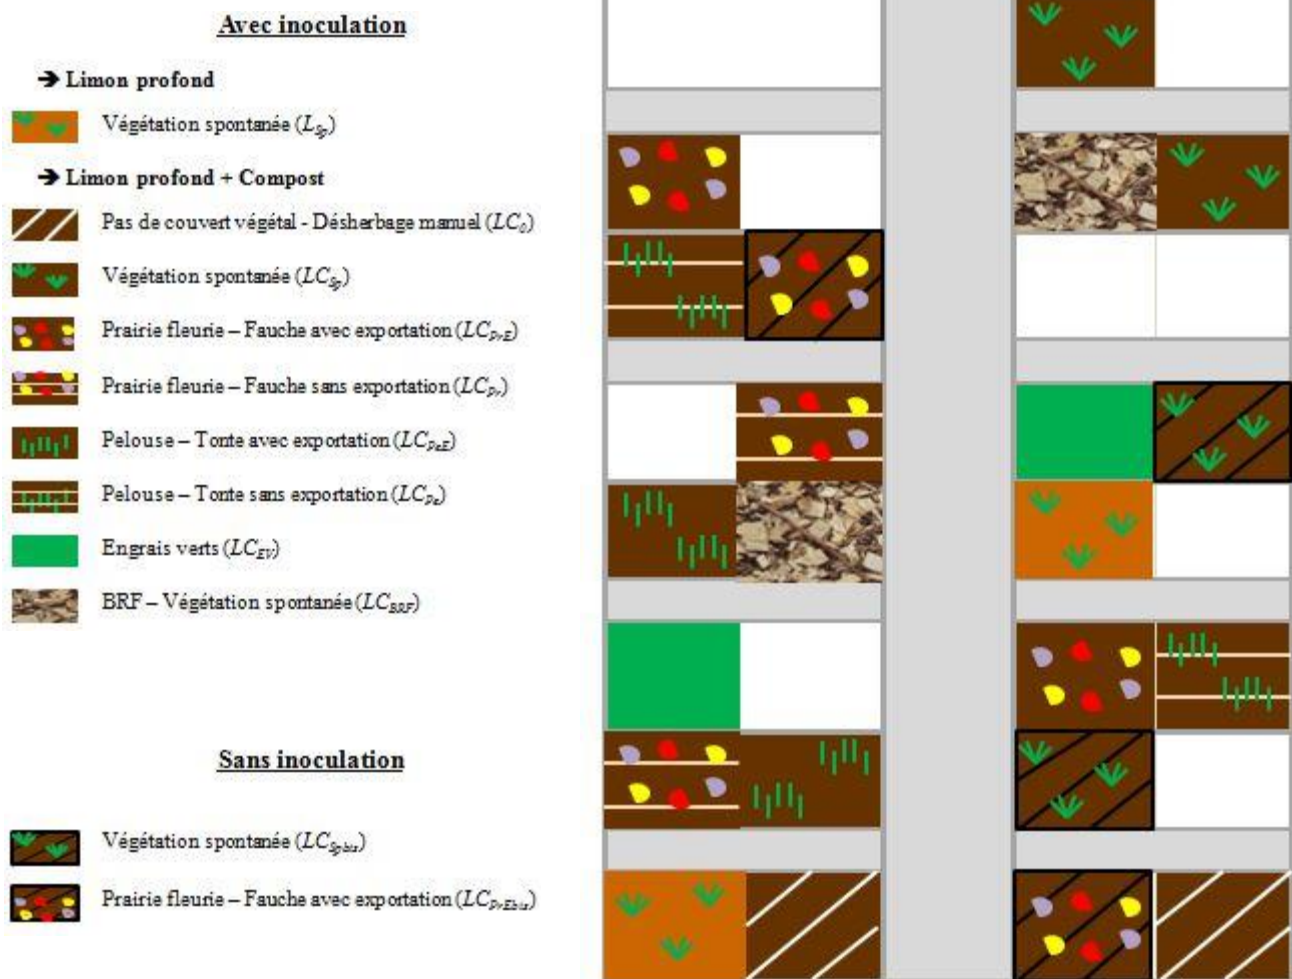 Avec inoculation
➔ Limon profond
Végétation spontanée (L_Sp)
➔ Limon profond + Compost
Pas de couvert végétal - Désherbage manuel (LC_0)
Végétation spontanée (LC_Sp)
Prairie fleurie – Fauche avec exportation (LC_PrE)
Prairie fleurie – Fauche sans exportation (LC_Pr)
Pelouse – Tonte avec exportation (LC_PeE)
Pelouse – Tonte sans exportation (LC_Pe)
Engrais verts (LC_EV)
BRF – Végétation spontanée (LC_BRF)
Sans inoculation
Végétation spontanée (LC_Spbis)
Prairie fleurie – Fauche avec exportation (LC_PrEbis)